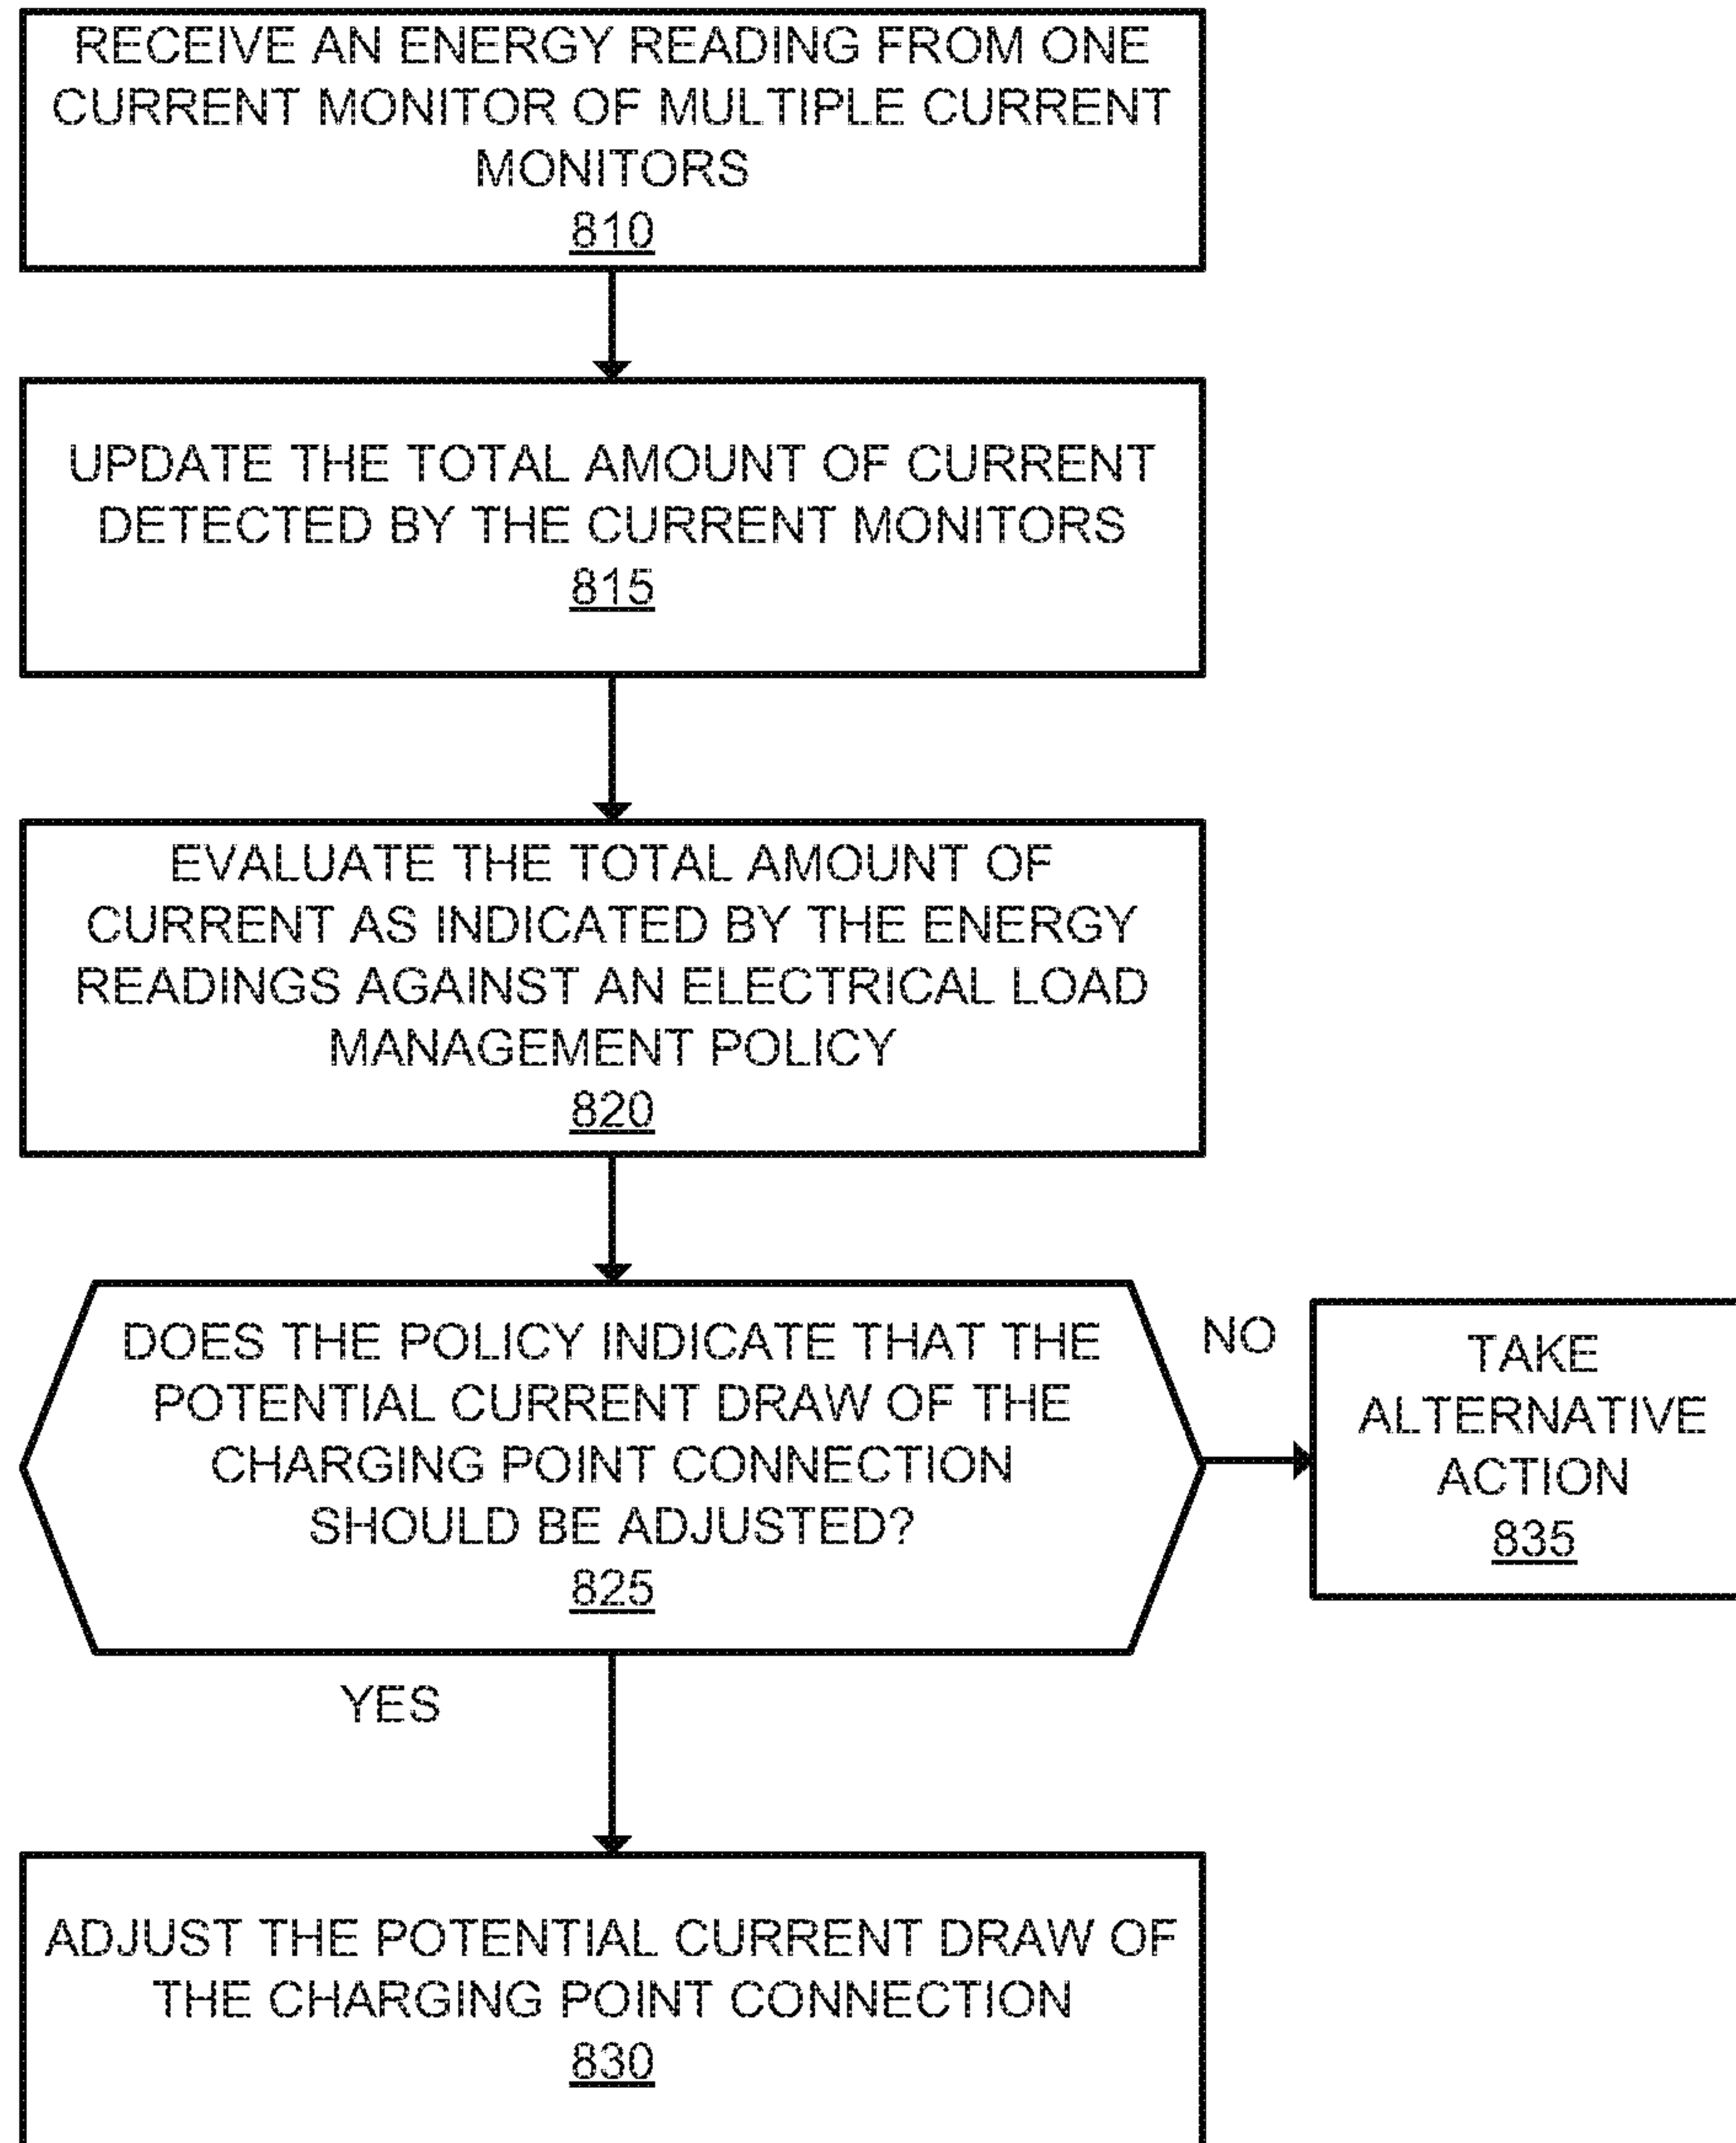 RECEIVE AN ENERGY READING FROM ONE
CURRENT MONITOR OF MULTIPLE CURRENT
MONITORS
810
UPDATE THE TOTAL AMOUNT OF CURRENT
DETECTED BY THE CURRENT MONITORS
815
EVALUATE THE TOTAL AMOUNT OF
CURRENT AS INDICATED BY THE ENERGY
READINGS AGAINST AN ELECTRICAL LOAD
MANAGEMENT POLICY
820
DOES THE POLICY INDICATE THAT THE
POTENTIAL CURRENT DRAW OF THE
CHARGING POINT CONNECTION
SHOULD BE ADJUSTED?
825
NO
TAKE
ALTERNATIVE
ACTION
835
YES
ADJUST THE POTENTIAL CURRENT DRAW OF
THE CHARGING POINT CONNECTION
830